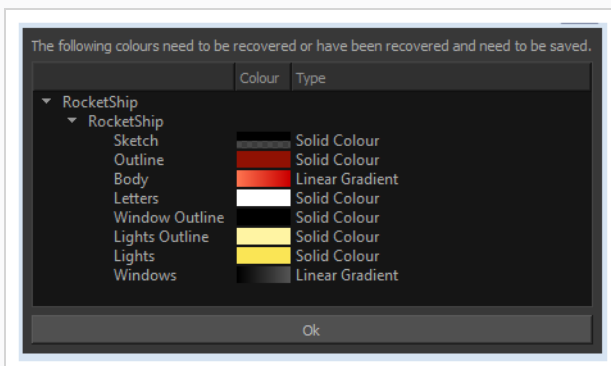 The following colours need to be recovered or have been recovered and need to be saved.
Colour Type
RocketShip
RocketShip
Sketch Solid Colour
Outline Solid Colour
Body Linear Gradient
Letters Solid Colour
Window Outline Solid Colour
Lights Outline Solid Colour
Lights Solid Colour
Windows Linear Gradient
Ok